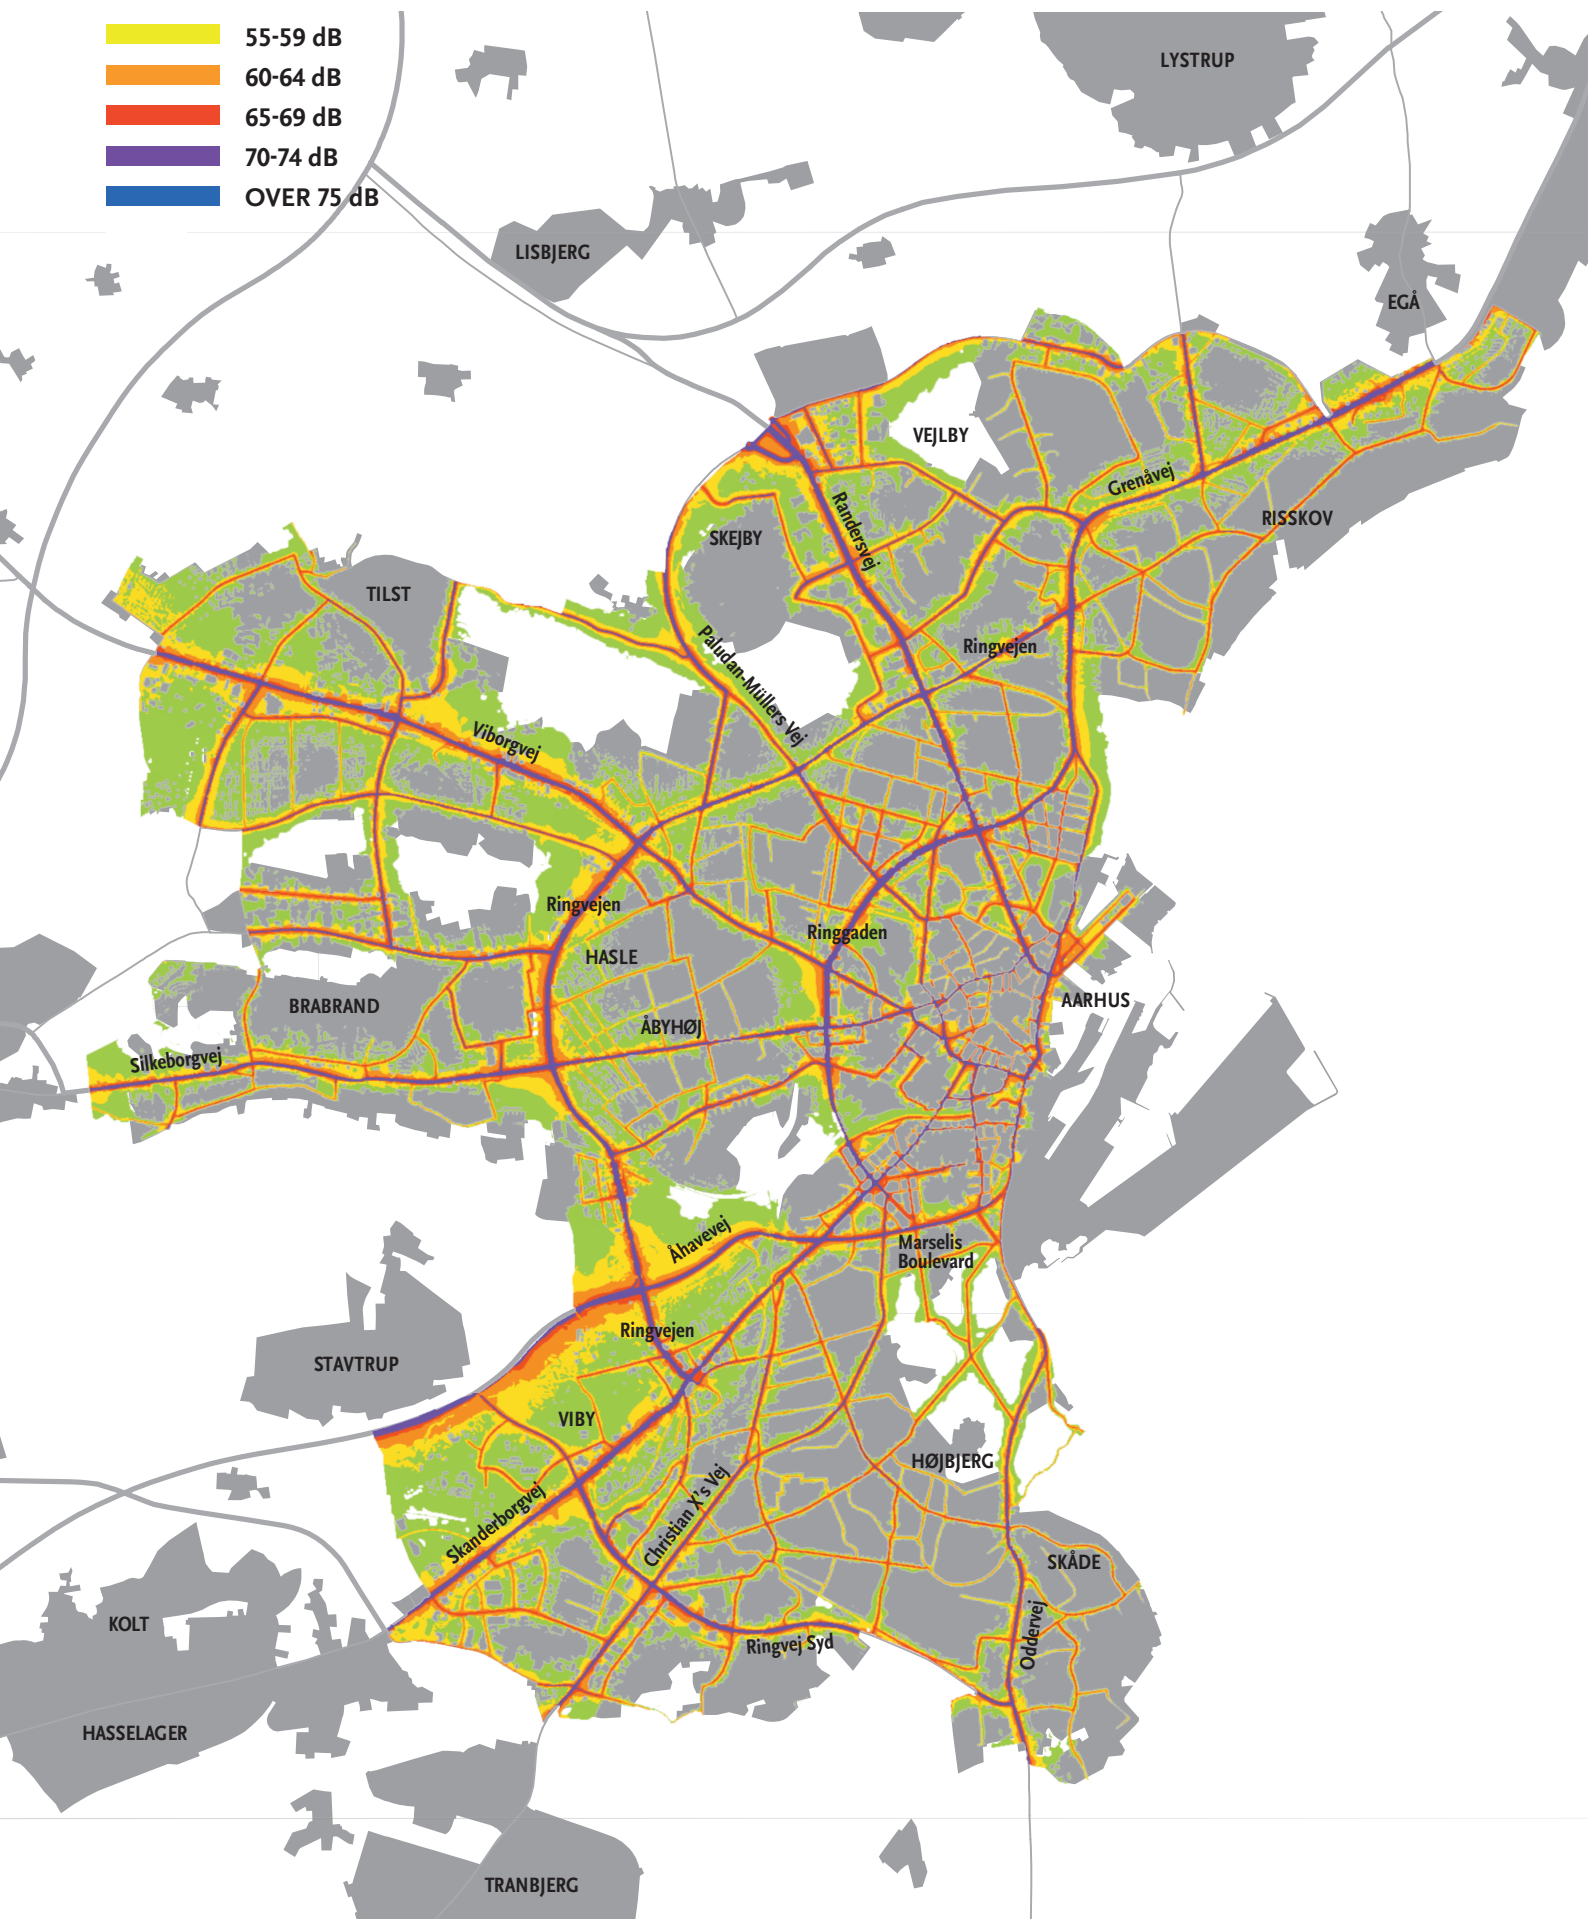 55-59 dB
60-64 dB
65-69 dB
70-74 dB
OVER 75 dB
LYSTRUP
LISBJERG
EGÅ
VEJLBY
Grenåvej
Randersvej
RISSKOV
SKEJBY
TILST
Ringvejen
Paludan-Müllers Vej
Viborgvej
Ringvejen
Ringgaden
HASLE
BRABRAND
AARHUS
ÅBYHØJ
Silkeborgvej
Åhavevej
Marselis
Boulevard
Ringvejen
STAVTRUP
VIBY
HØJBJERG
Christian X's Vej
Skanderborgvej
SKÅDE
KOLT
Oddervej
Ringvej Syd
HASSELAGER
TRANBJERG